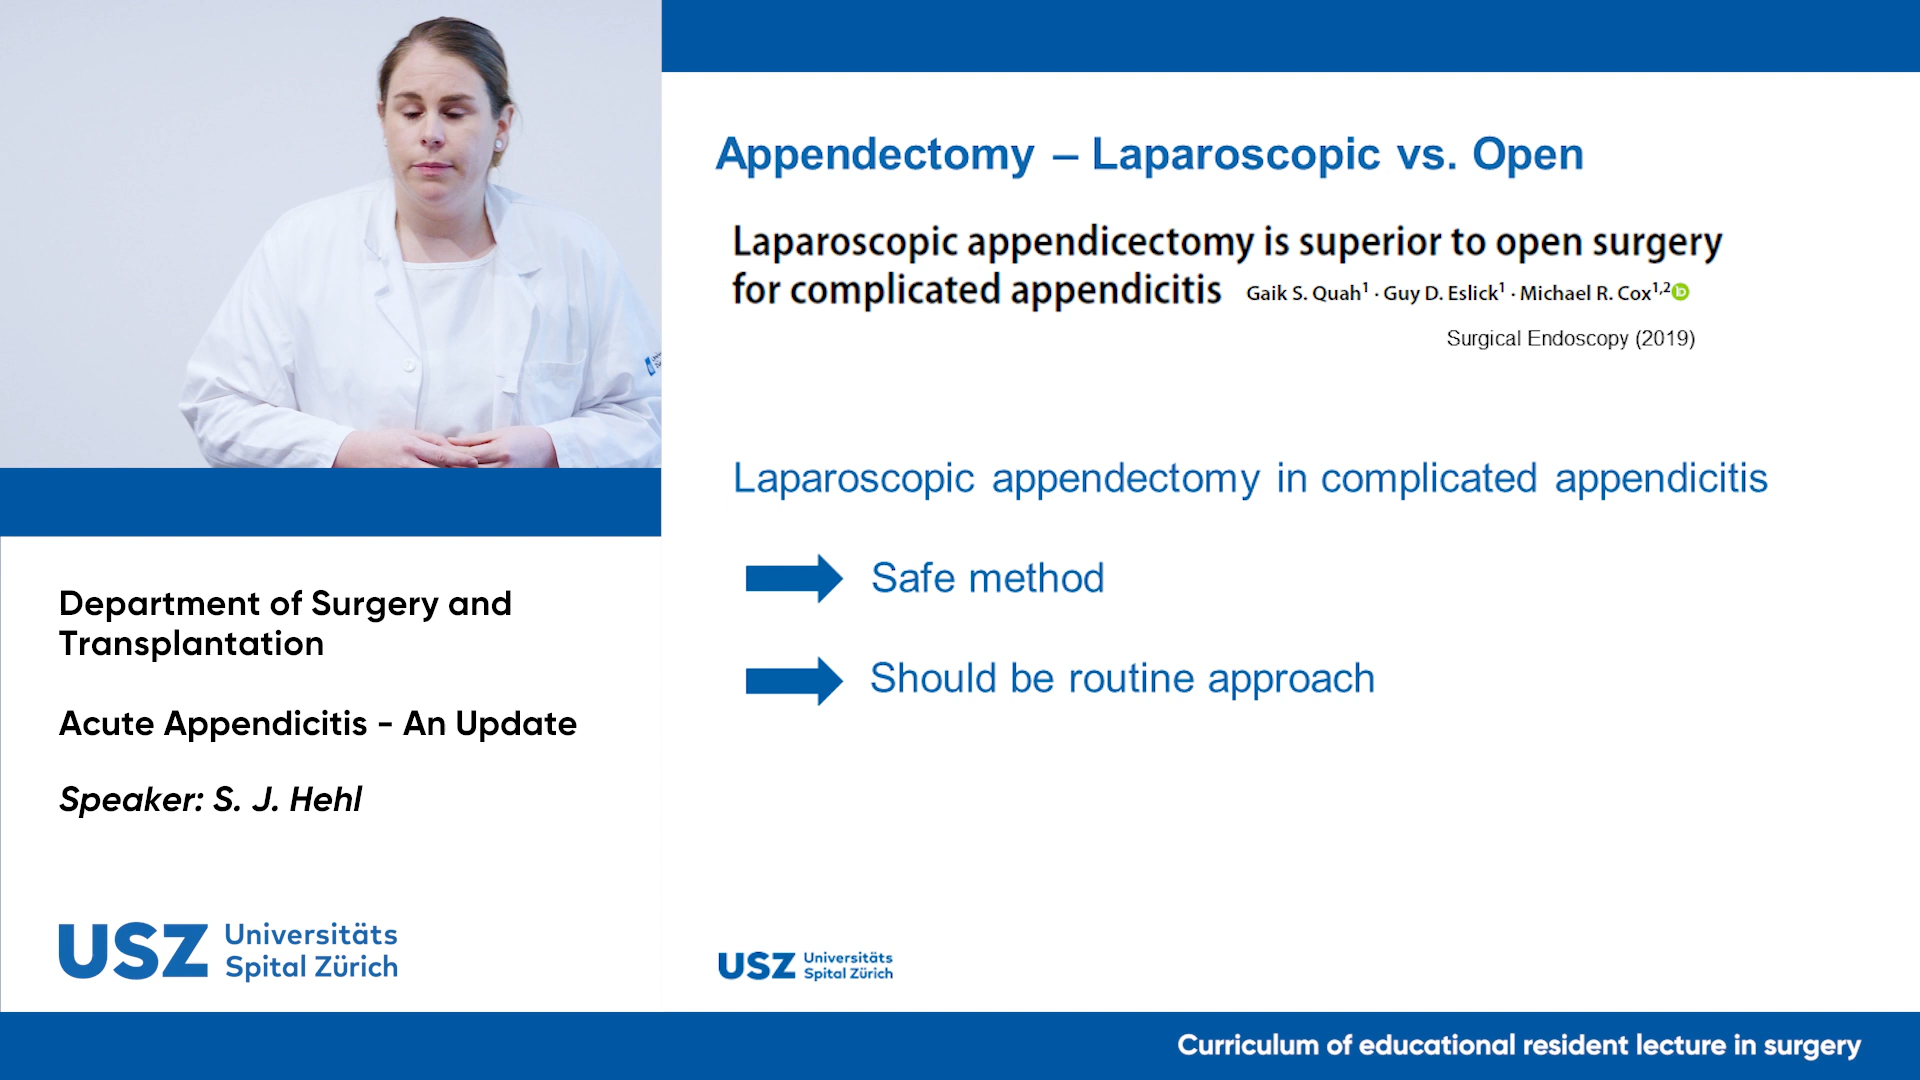 Department of Surgery and
Transplantation
Acute Appendicitis - An Update
Speaker: S. J. Hehl
USZ Universitäts
Spital Zürich
Appendectomy – Laparoscopic vs. Open
Laparoscopic appendicectomy is superior to open surgery
for complicated appendicitis Gaik S. Quah¹ · Guy D. Eslick¹ · Michael R. Cox¹,²
Surgical Endoscopy (2019)
Laparoscopic appendectomy in complicated appendicitis
Safe method
Should be routine approach
USZ Universitäts
Spital Zürich
Curriculum of educational resident lecture in surgery